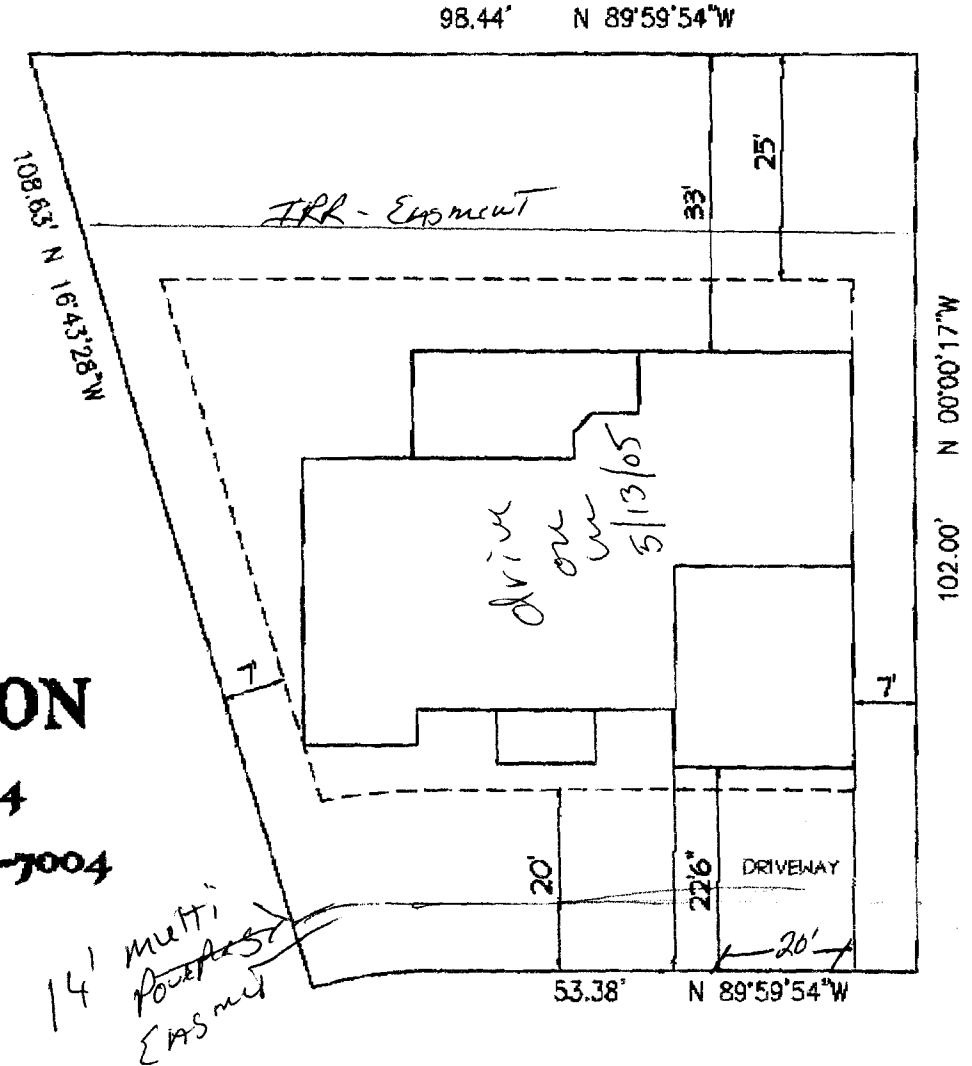 98.44' N 89°59'54"W
25'
33'
IRR - Easment
108.63' N 16°43'28"W
N 00°00'17"W
102.00'
drive
5/13/05
7'
7'
ON
4
-7004
20'
22'6"
DRIVEWAY
20'
14' multi
Easment
53.38' N 89°59'54"W